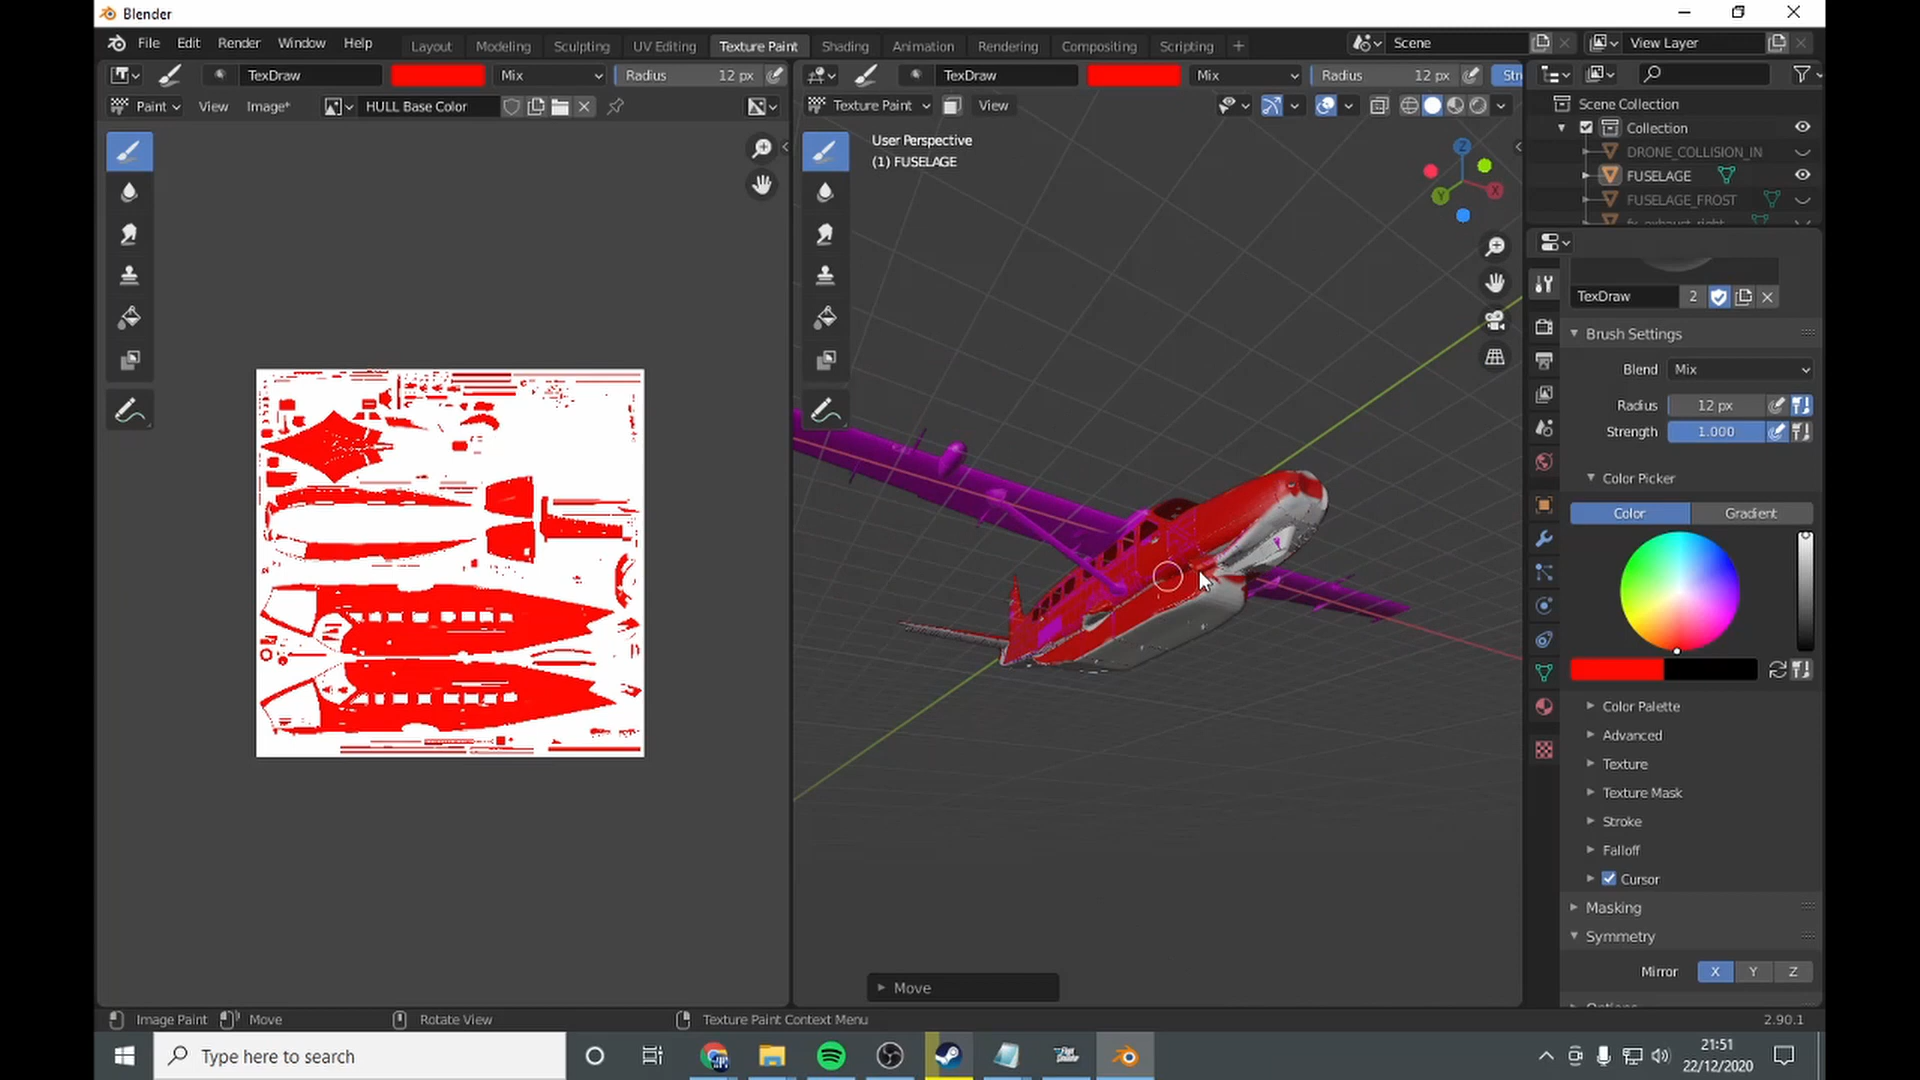 Blender
File Edit Render Window Help
Layout Modeling Sculpting UV Editing Texture Paint Shading Animation Rendering Compositing Scripting +
Scene View Layer
TexDraw Mix Radius 12 px
TexDraw Mix Radius 12 px Str
Paint View Image* HULL Base Color
Texture Paint View
User Perspective
(1) FUSELAGE
Z
X
Y
Scene Collection
Collection
DRONE_COLLISION_IN
FUSELAGE
FUSELAGE_FROST
fx_exhaust_right
TexDraw 2
Brush Settings
Blend Mix
Radius 12 px
Strength 1.000
Color Picker
Color Gradient
Color Palette
Advanced
Texture
Texture Mask
Stroke
Falloff
Cursor
Masking
Symmetry
Mirror X Y Z
Options
Move
Image Paint Move Rotate View Texture Paint Context Menu 2.90.1
Type here to search
21:51
22/12/2020